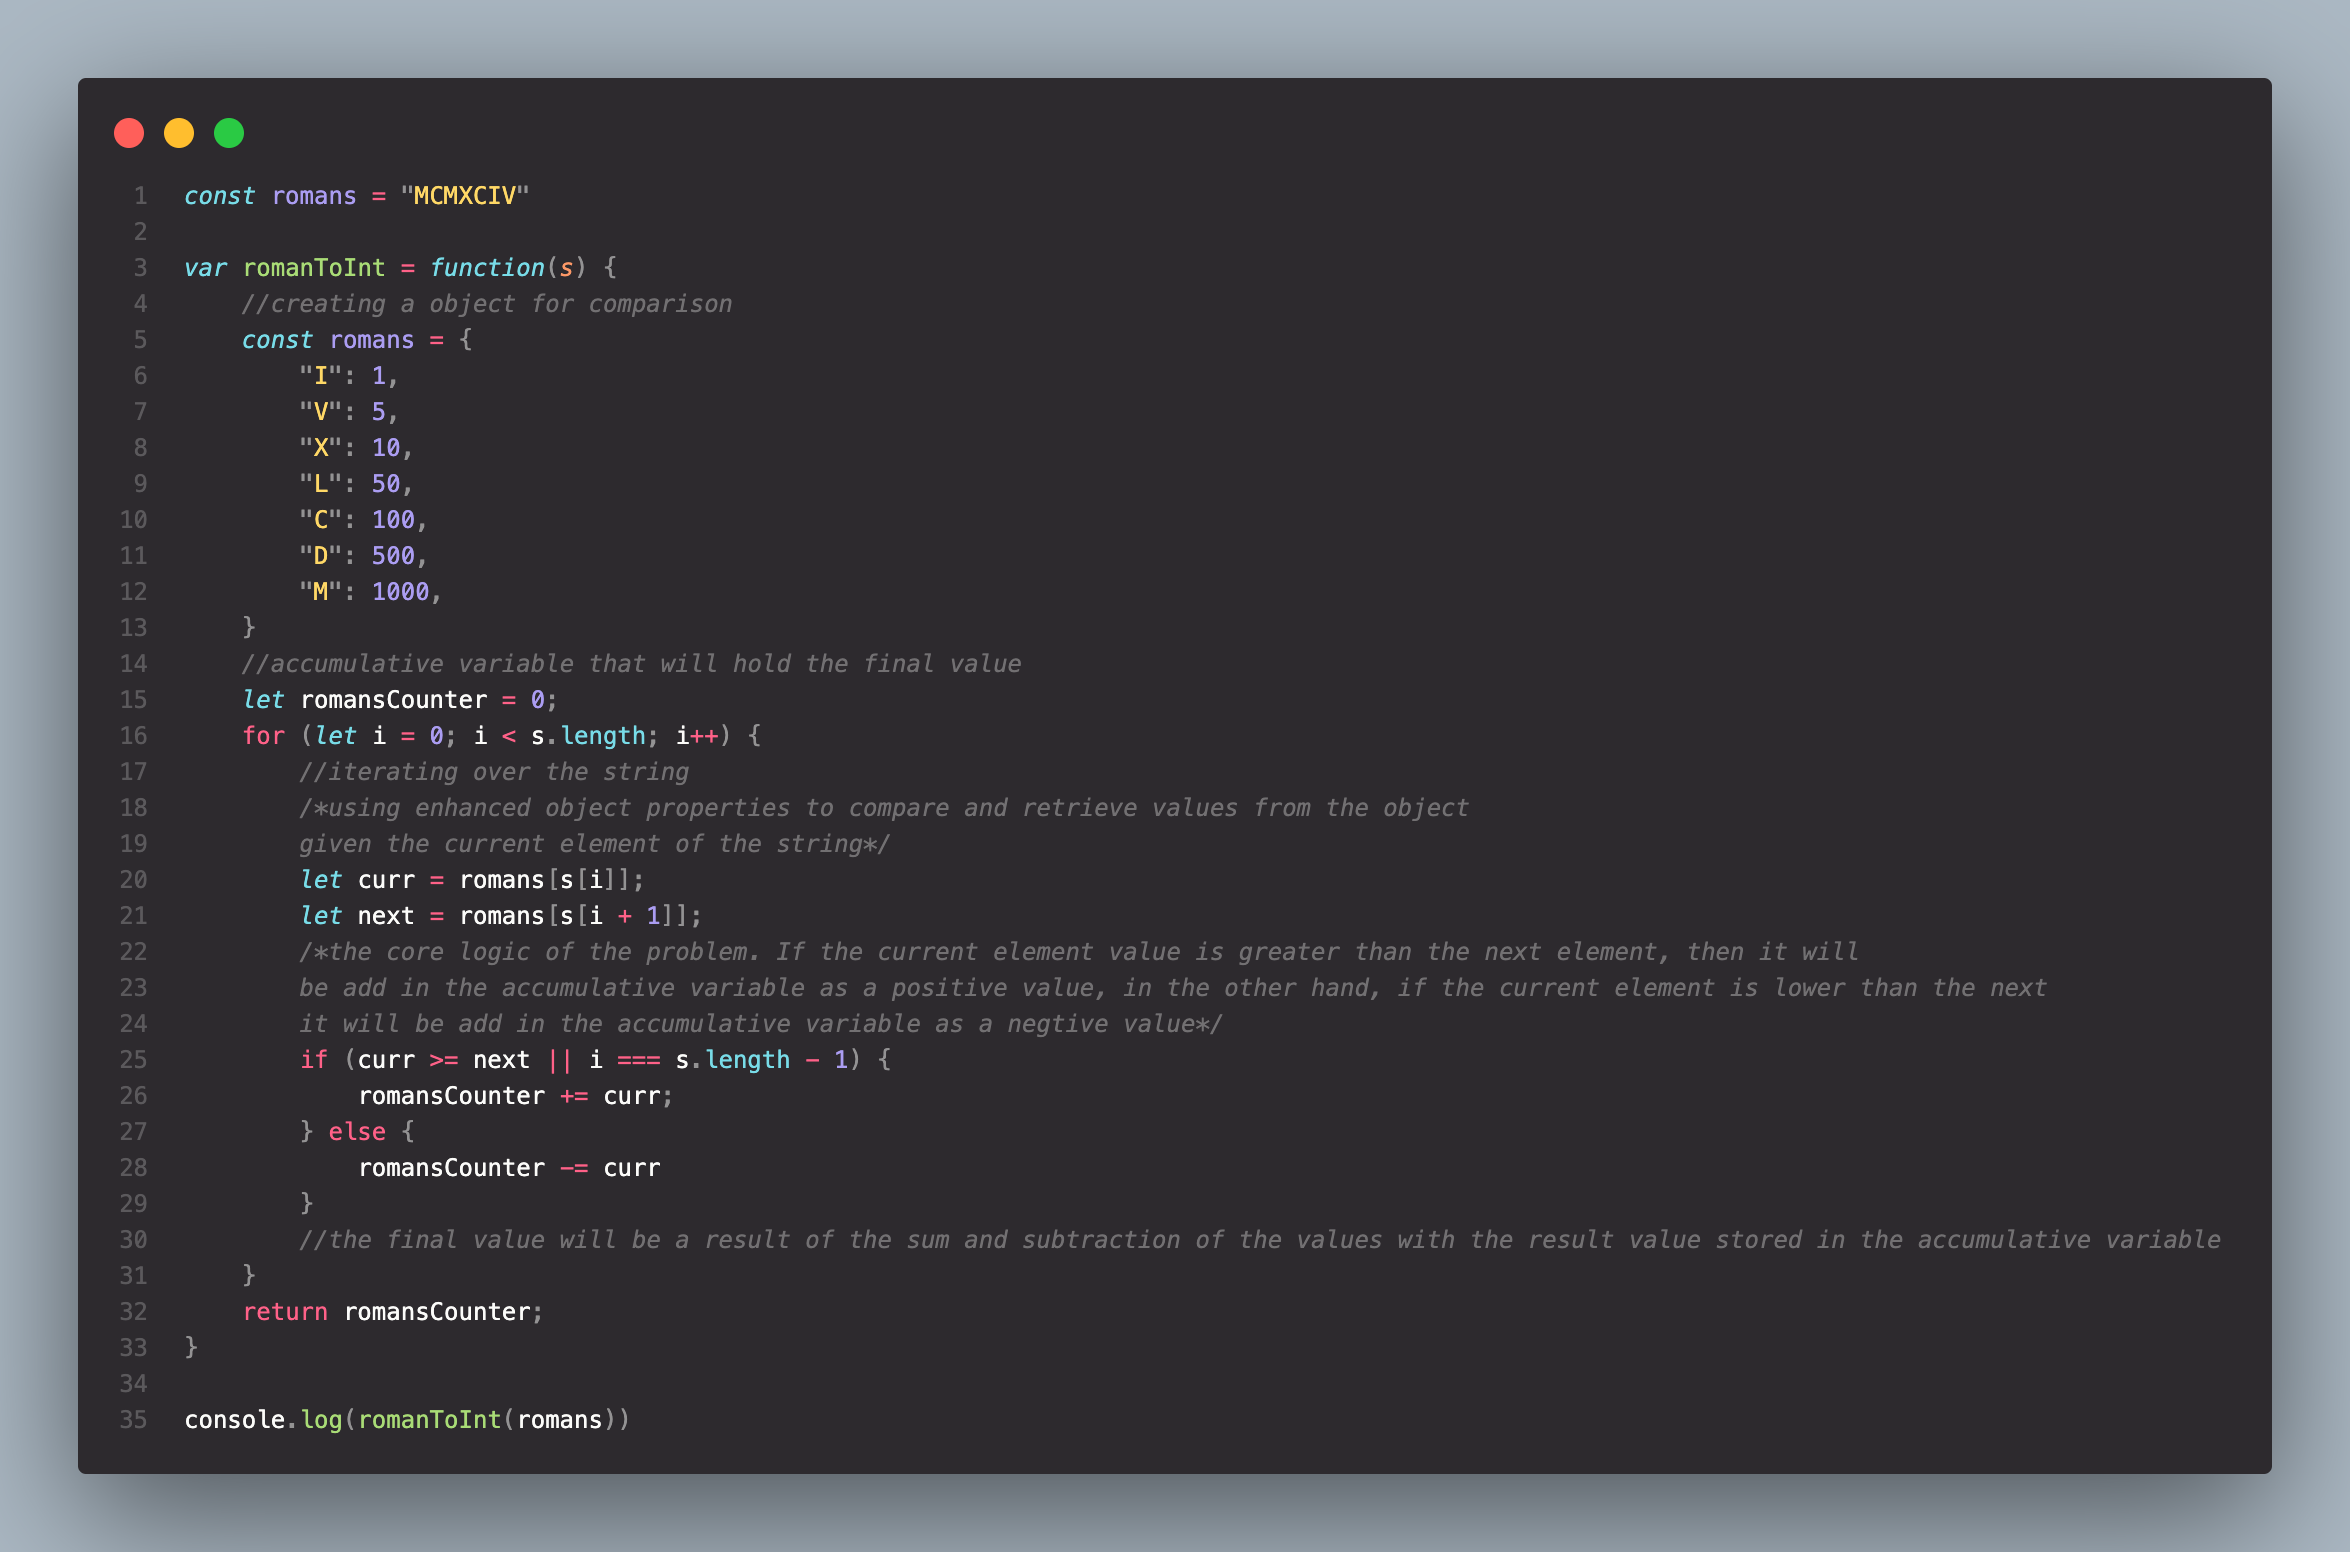 1 const romans = "MCMXCIV"
2
3 var romanToInt = function(s) {
4     //creating a object for comparison
5     const romans = {
6         "I": 1,
7         "V": 5,
8         "X": 10,
9         "L": 50,
10         "C": 100,
11         "D": 500,
12         "M": 1000,
13     }
14     //accumulative variable that will hold the final value
15     let romansCounter = 0;
16     for (let i = 0; i < s.length; i++) {
17         //iterating over the string
18         /*using enhanced object properties to compare and retrieve values from the object
19         given the current element of the string*/
20         let curr = romans[s[i]];
21         let next = romans[s[i + 1]];
22         /*the core logic of the problem. If the current element value is greater than the next element, then it will
23         be add in the accumulative variable as a positive value, in the other hand, if the current element is lower than the next
24         it will be add in the accumulative variable as a negtive value*/
25         if (curr >= next || i === s.length - 1) {
26             romansCounter += curr;
27         } else {
28             romansCounter -= curr
29         }
30         //the final value will be a result of the sum and subtraction of the values with the result value stored in the accumulative variable
31     }
32     return romansCounter;
33 }
34
35 console.log(romanToInt(romans))